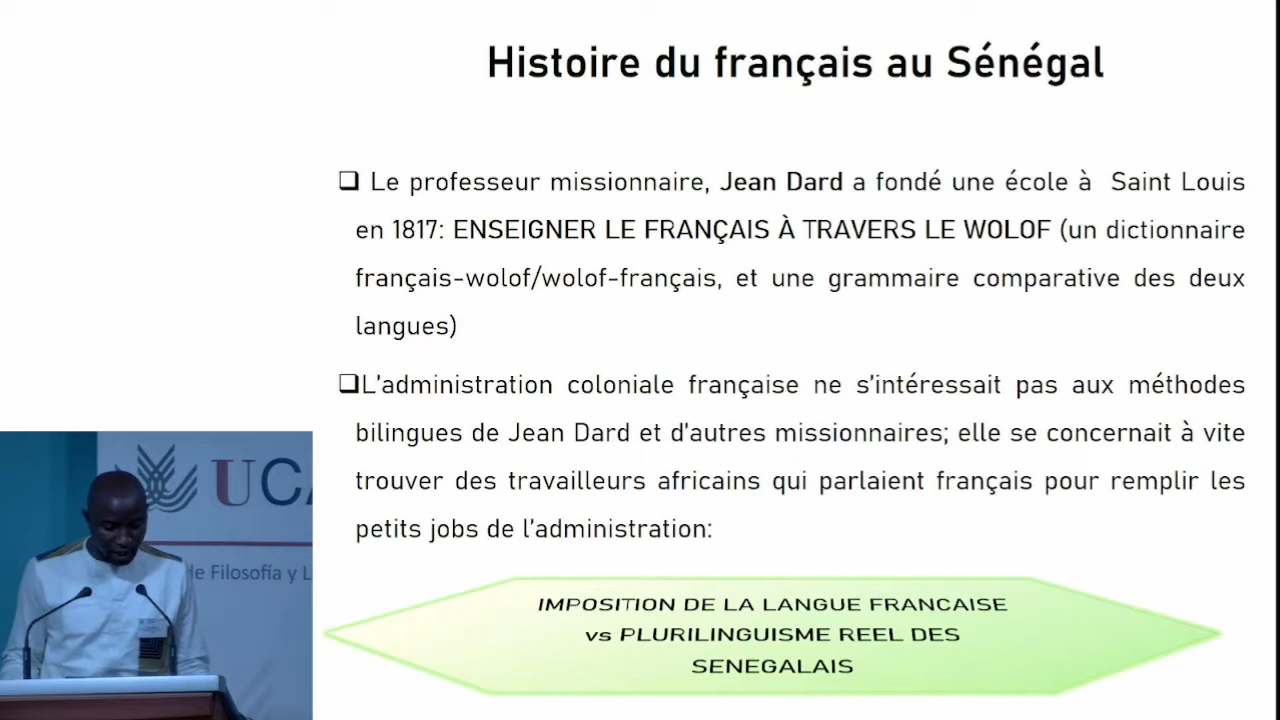 Histoire du français au Sénégal
❑ Le professeur missionnaire, Jean Dard a fondé une école à Saint Louis
en 1817: ENSEIGNER LE FRANÇAIS À TRAVERS LE WOLOF (un dictionnaire
français-wolof/wolof-français, et une grammaire comparative des deux
langues)
❑L'administration coloniale française ne s'intéressait pas aux méthodes
bilingues de Jean Dard et d'autres missionnaires; elle se concernait à vite
trouver des travailleurs africains qui parlaient français pour remplir les
petits jobs de l'administration:
IMPOSITION DE LA LANGUE FRANCAISE
vs PLURILINGUISME REEL DES
SENEGALAIS
UCA
de Filosofía y L